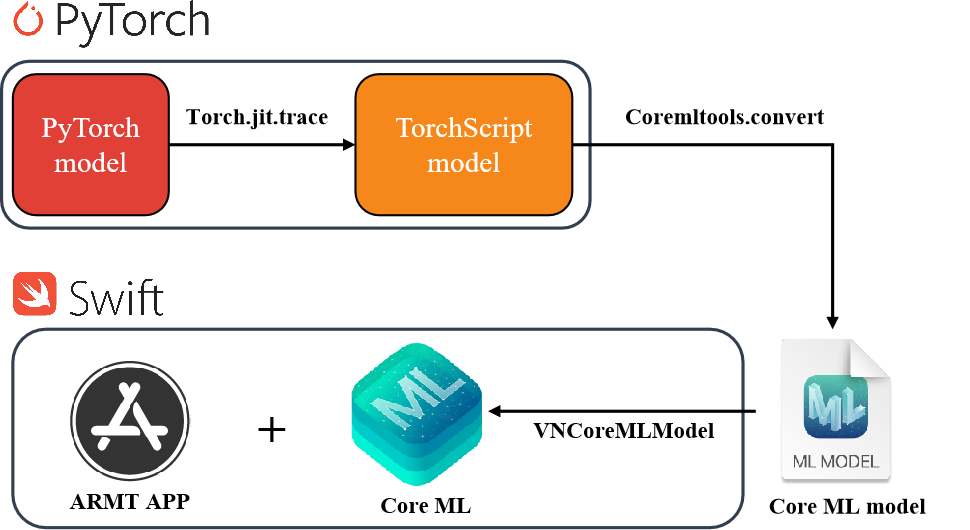 PyTorch
PyTorch
model
Torch.jit.trace
TorchScript
model
Coremltools.convert
Swift
ML
ML
VNCoreMLModel
ML MODEL
ARMT APP
+
Core ML
Core ML model